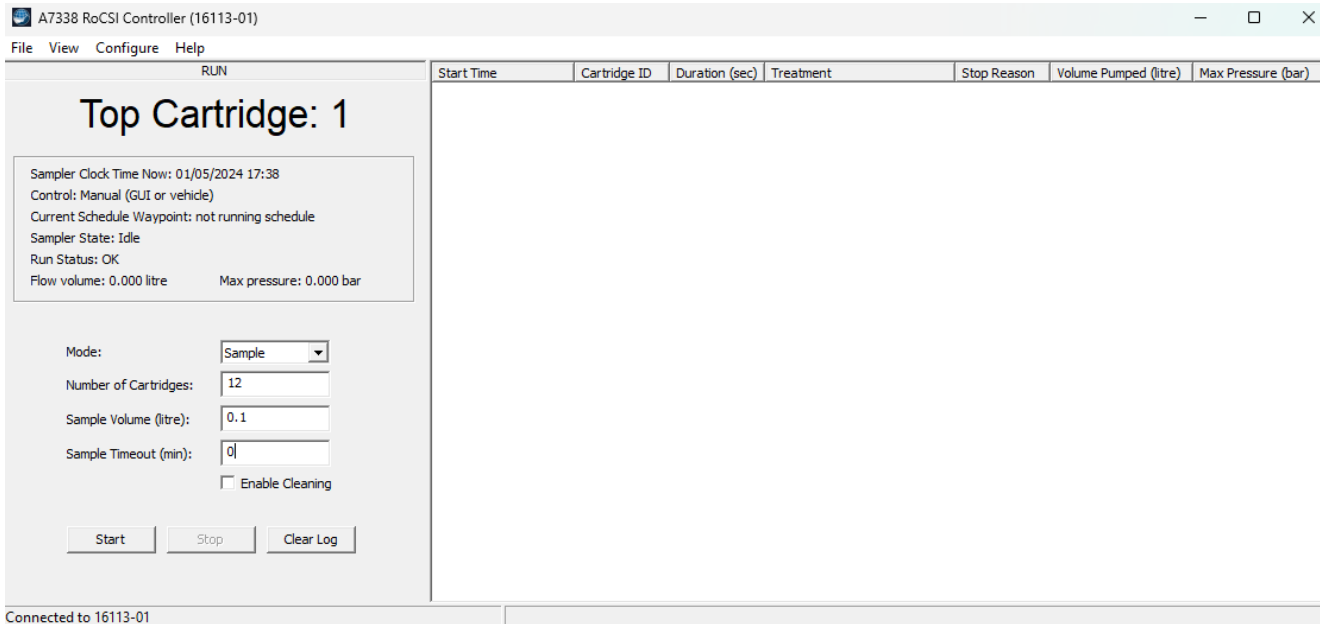 A7338 RoCSI Controller (16113-01)
File View Configure Help
RUN
Top Cartridge: 1
Sampler Clock Time Now: 01/05/2024 17:38
Control: Manual (GUI or vehicle)
Current Schedule Waypoint: not running schedule
Sampler State: Idle
Run Status: OK
Flow volume: 0.000 litre Max pressure: 0.000 bar
Mode: Sample
Number of Cartridges: 12
Sample Volume (litre): 0.1
Sample Timeout (min): 0
Enable Cleaning
Start Stop Clear Log
Start Time Cartridge ID Duration (sec) Treatment Stop Reason Volume Pumped (litre) Max Pressure (bar)
Connected to 16113-01